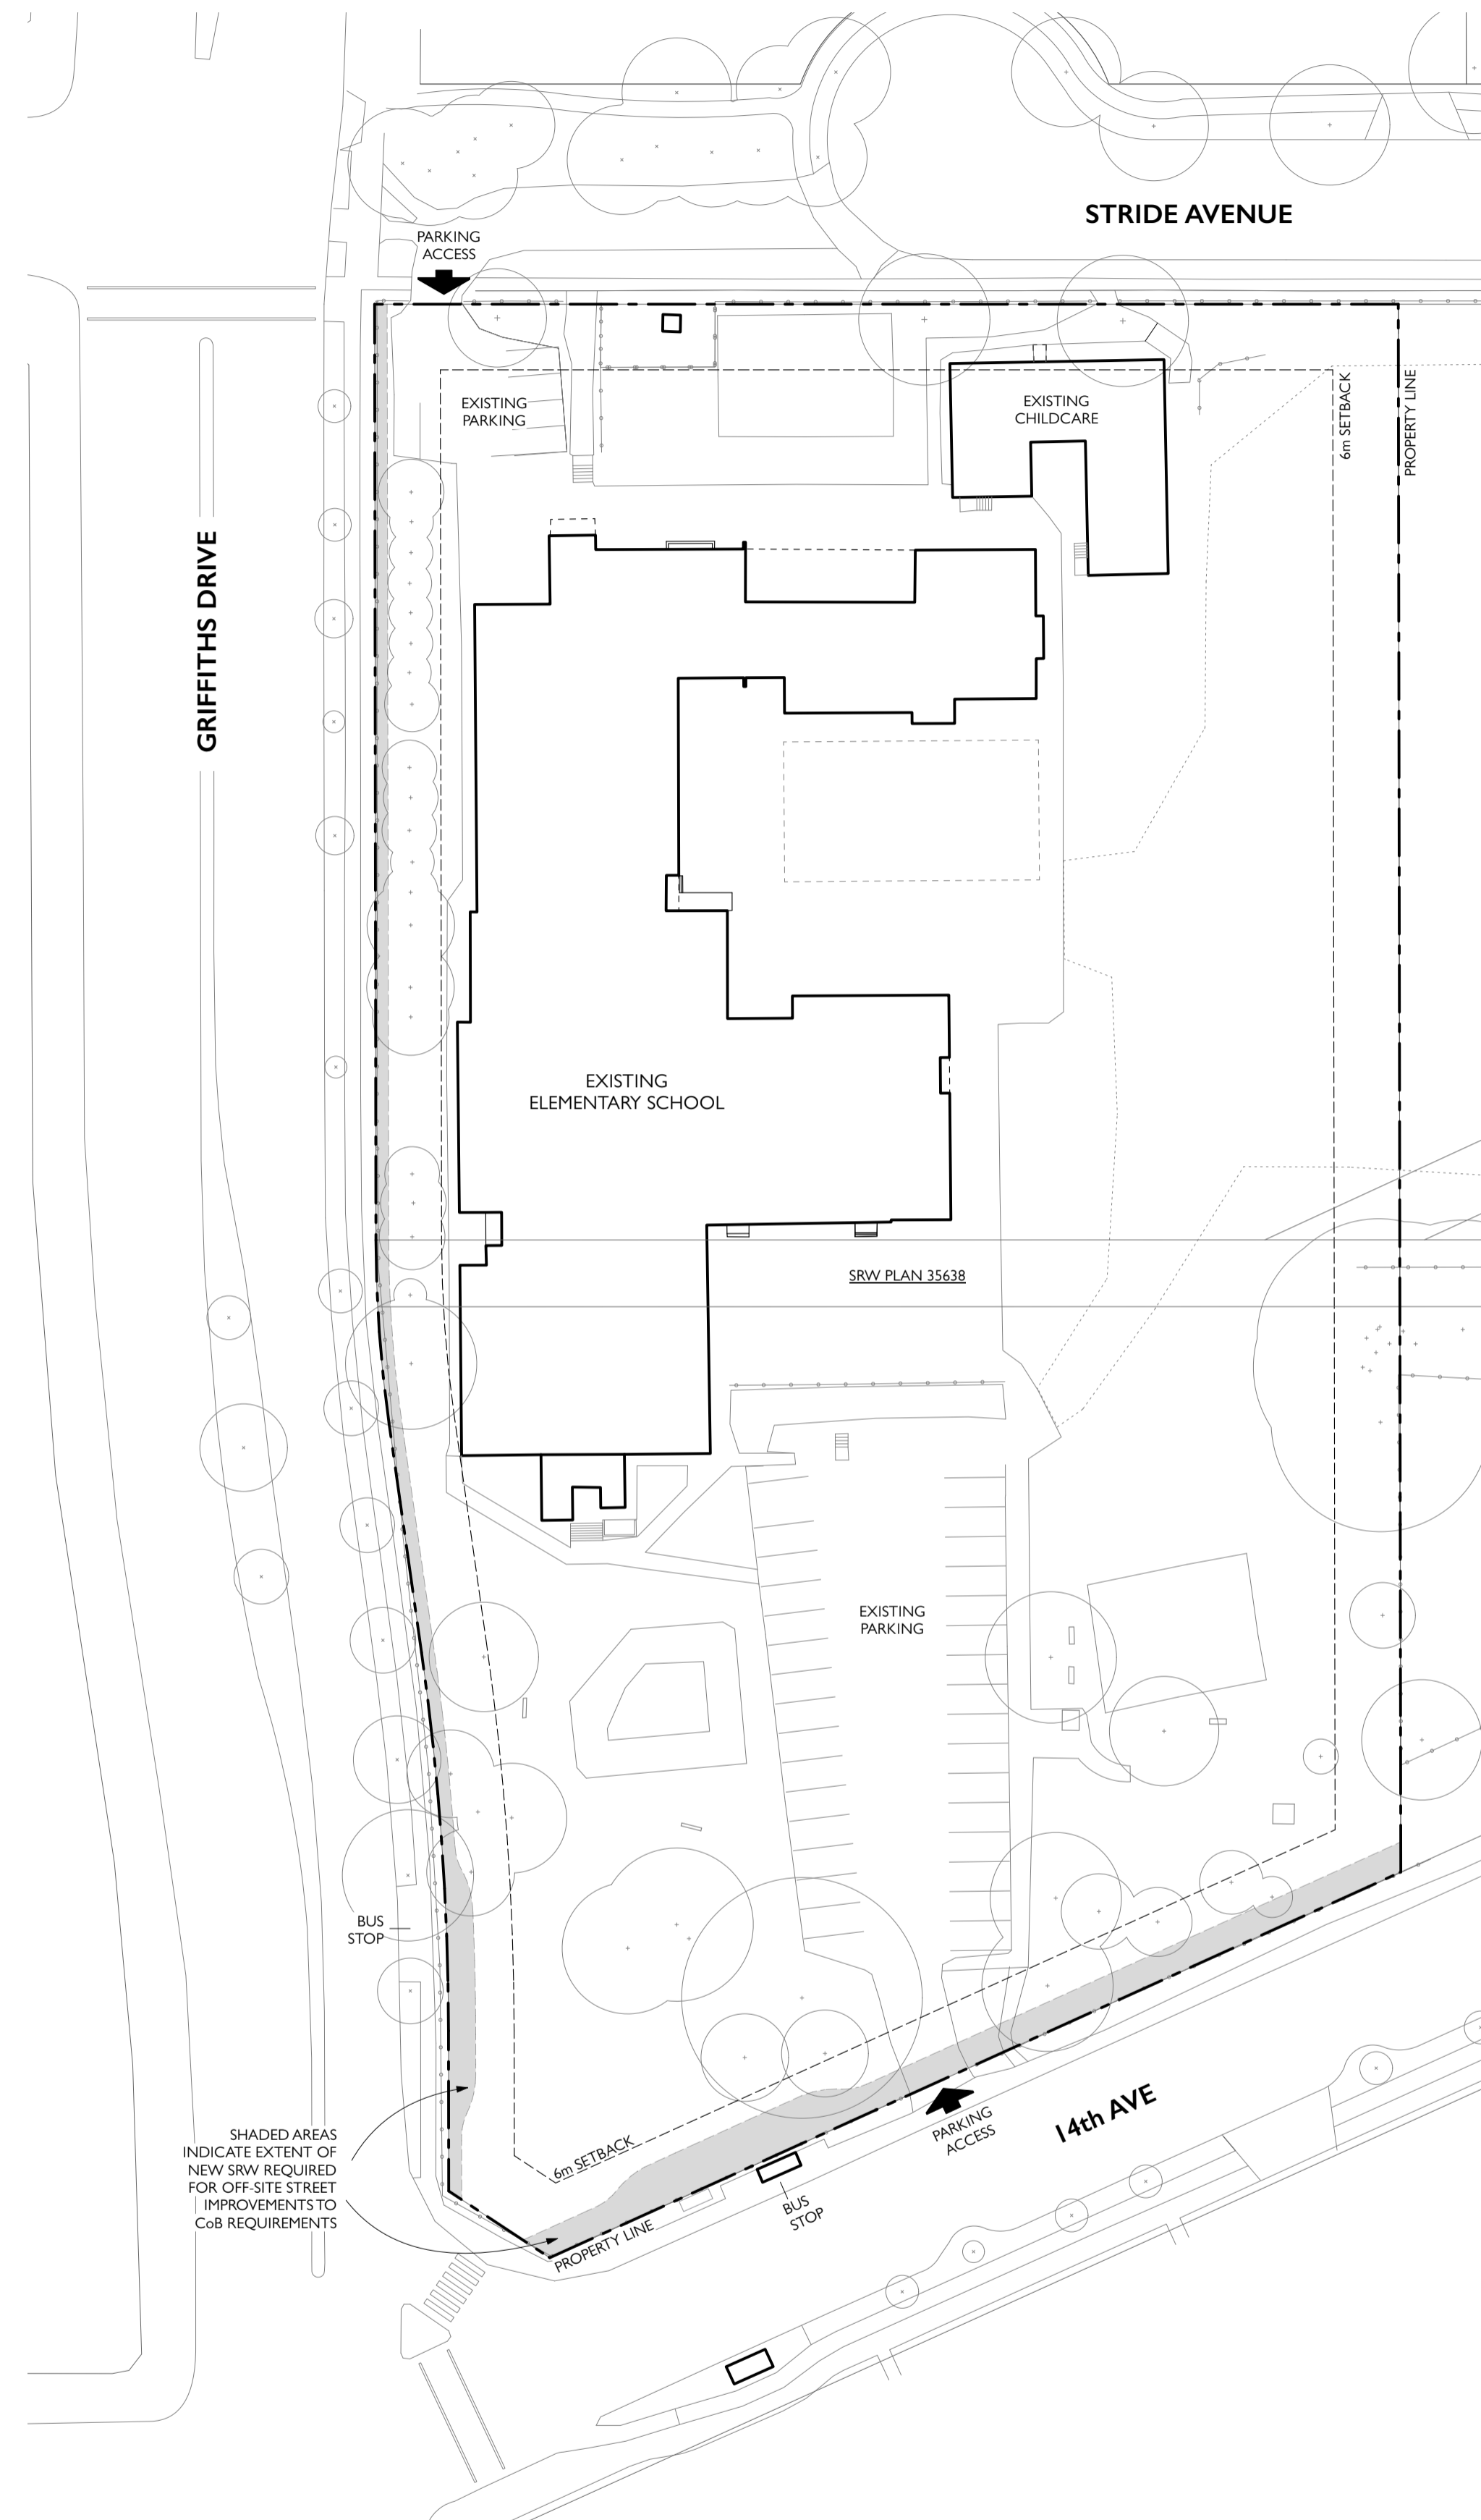 STRIDE AVENUE
PARKING
ACCESS
EXISTING
PARKING
EXISTING
CHILDCARE
6m SETBACK
PROPERTY LINE
GRIFFITHS DRIVE
EXISTING
ELEMENTARY SCHOOL
SRW PLAN 35638
EXISTING
PARKING
BUS
STOP
SHADED AREAS
INDICATE EXTENT OF
NEW SRW REQUIRED
FOR OFF-SITE STREET
IMPROVEMENTS TO
CoB REQUIREMENTS
6m SETBACK
PROPERTY LINE
BUS
STOP
PARKING
ACCESS
14th AVE